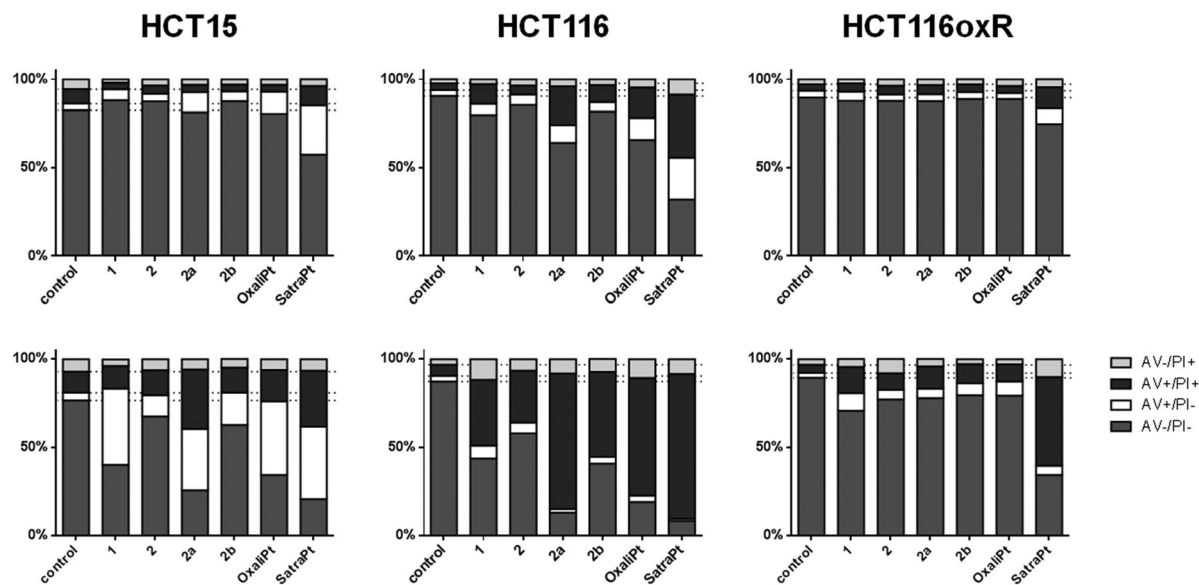 HCT15 HCT116 HCT116oxR
100% 100% 100%
50% 50% 50%
0% 0% 0%
control 1 2 2a 2b OxaliPt SatraPt control 1 2 2a 2b OxaliPt SatraPt control 1 2 2a 2b OxaliPt SatraPt
100% 100% 100%
50% 50% 50%
0% 0% 0%
control 1 2 2a 2b OxaliPt SatraPt control 1 2 2a 2b OxaliPt SatraPt control 1 2 2a 2b OxaliPt SatraPt
AV-/PI+
AV+/PI+
AV+/PI-
AV-/PI-